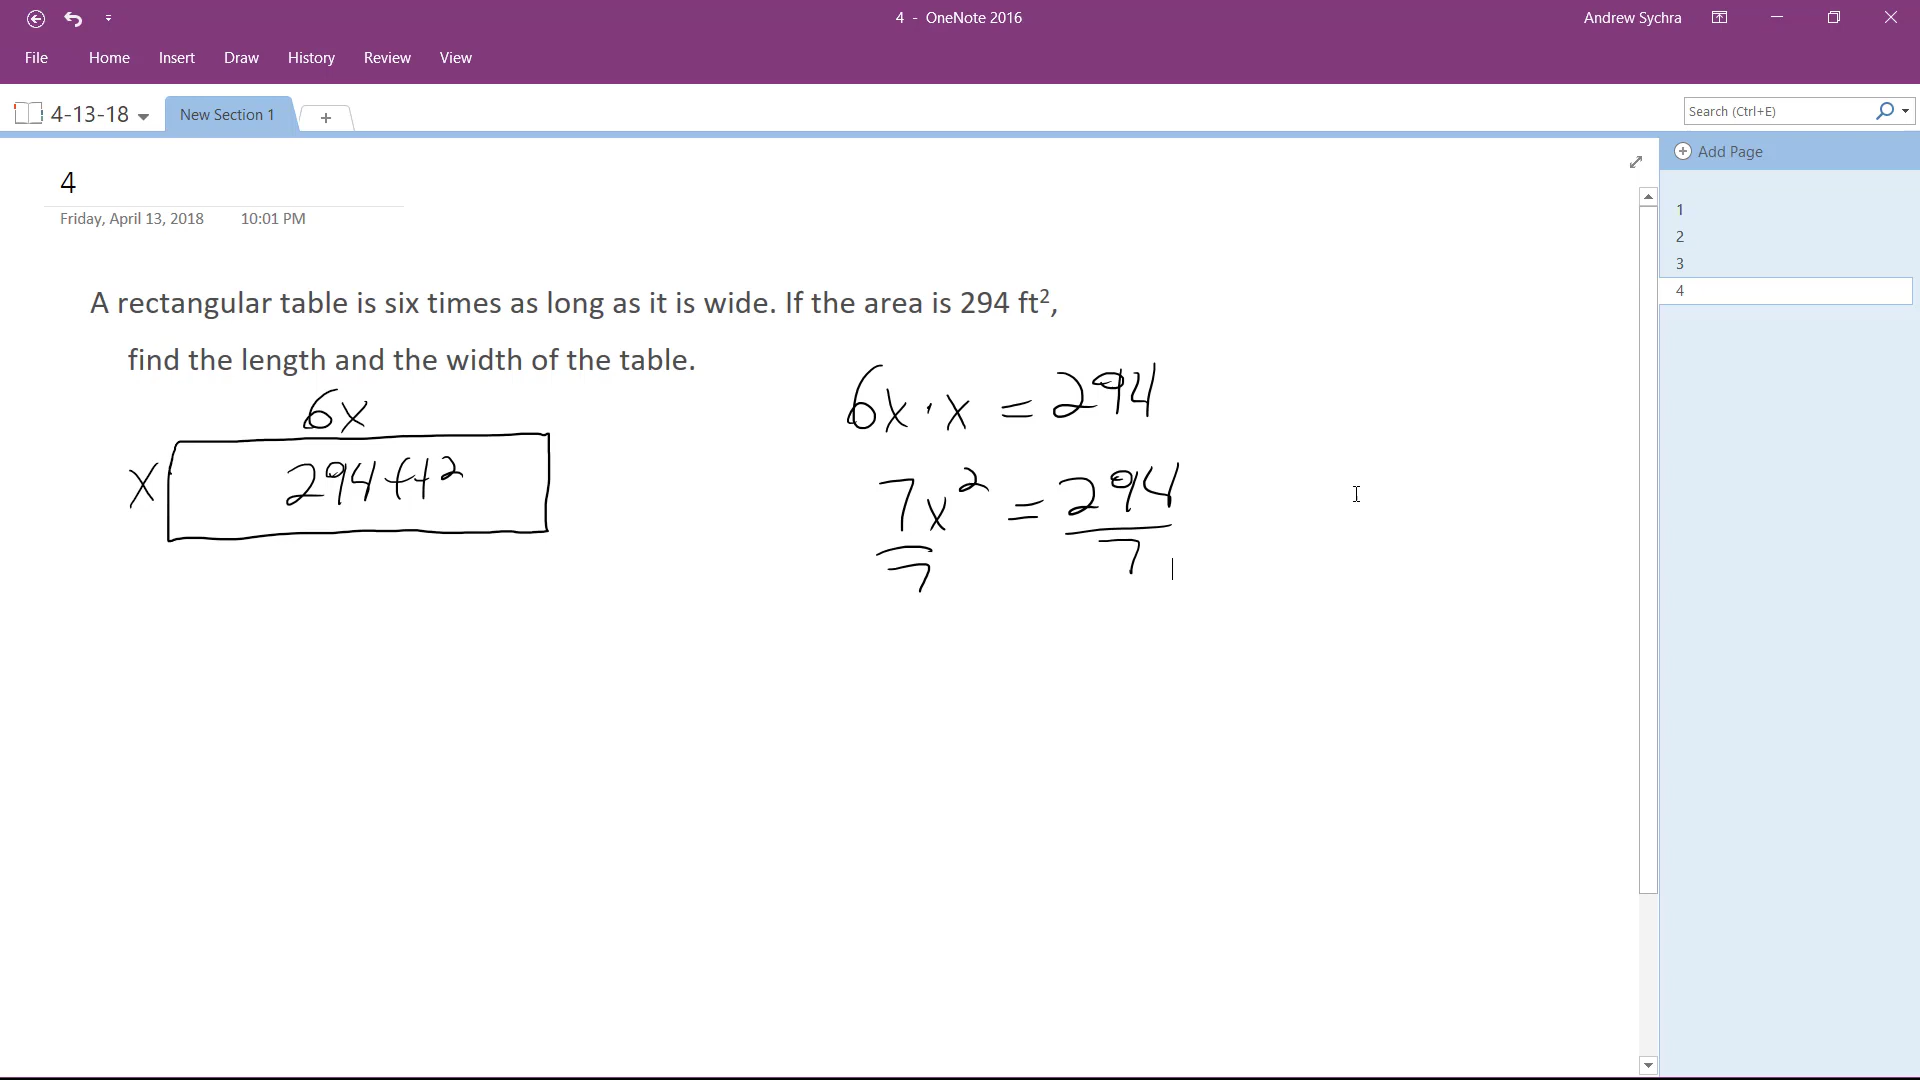 4 - OneNote 2016
Andrew Sychra
File Home Insert Draw History Review View
4-13-18
New Section 1
+
Search (Ctrl+E)
Add Page
1
2
3
4
4
Friday, April 13, 2018 10:01 PM
A rectangular table is six times as long as it is wide. If the area is 294 ft²,
find the length and the width of the table.
6x
x
294 ft²
6x · x = 294
7x² = 294
7 7